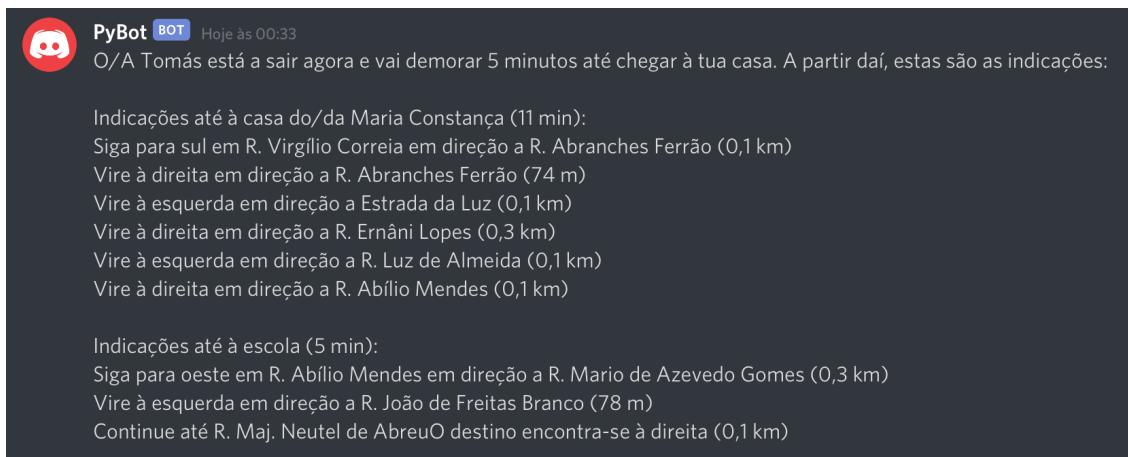 PyBot BOT Hoje às 00:33
O/A Tomás está a sair agora e vai demorar 5 minutos até chegar à tua casa. A partir daí, estas são as indicações:
Indicações até à casa do/da Maria Constança (11 min):
Siga para sul em R. Virgílio Correia em direção a R. Abranches Ferrão (0,1 km)
Vire à direita em direção a R. Abranches Ferrão (74 m)
Vire à esquerda em direção a Estrada da Luz (0,1 km)
Vire à direita em direção a R. Ernâni Lopes (0,3 km)
Vire à esquerda em direção a R. Luz de Almeida (0,1 km)
Vire à direita em direção a R. Abílio Mendes (0,1 km)
Indicações até à escola (5 min):
Siga para oeste em R. Abílio Mendes em direção a R. Mario de Azevedo Gomes (0,3 km)
Vire à esquerda em direção a R. João de Freitas Branco (78 m)
Continue até R. Maj. Neutel de AbreuO destino encontra-se à direita (0,1 km)